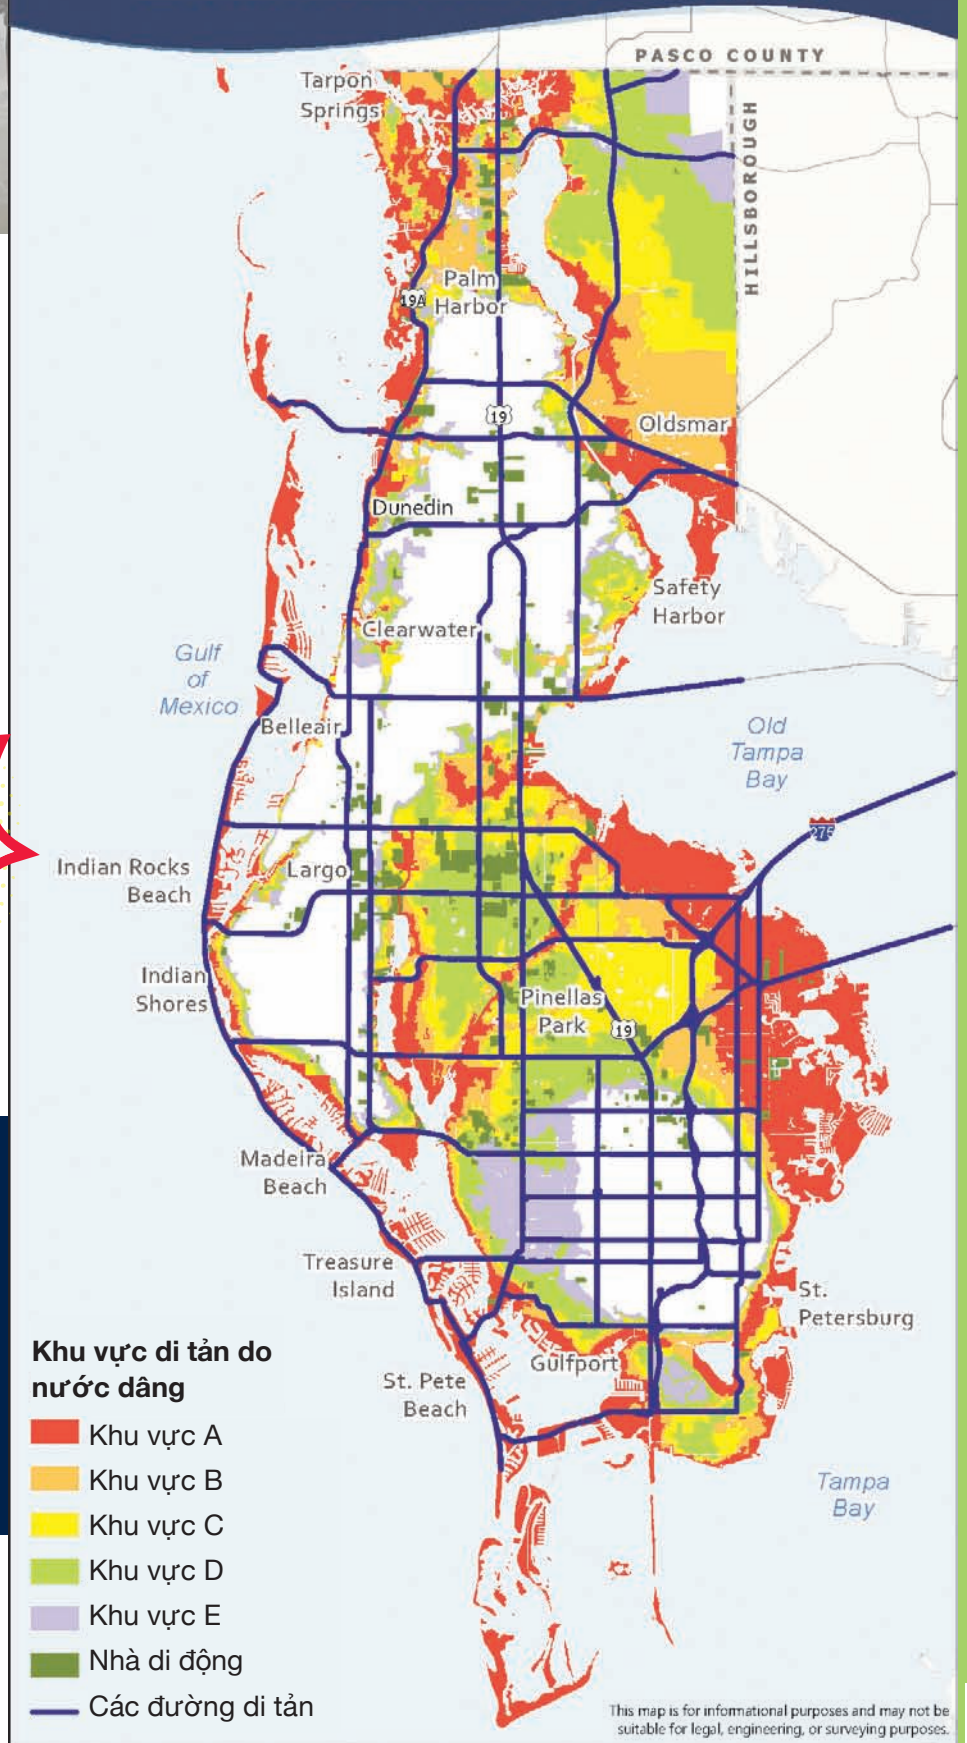 PASCO COUNTY
Tarpon
Springs
HILLSBOROUGH
Palm
Harbor
19A
19
Oldsmar
Dunedin
Safety
Harbor
Clearwater
Gulf
of
Mexico
Belleair
Old
Tampa
Bay
275
Indian Rocks
Beach
Largo
Indian
Shores
Pinellas
Park
19
Madeira
Beach
Treasure
Island
St.
Petersburg
Gulfport
St. Pete
Beach
Tampa
Bay
Khu vực di tản do
nước dâng
Khu vực A
Khu vực B
Khu vực C
Khu vực D
Khu vực E
Nhà di động
Các đường di tản
This map is for informational purposes and may not be
suitable for legal, engineering, or surveying purposes.